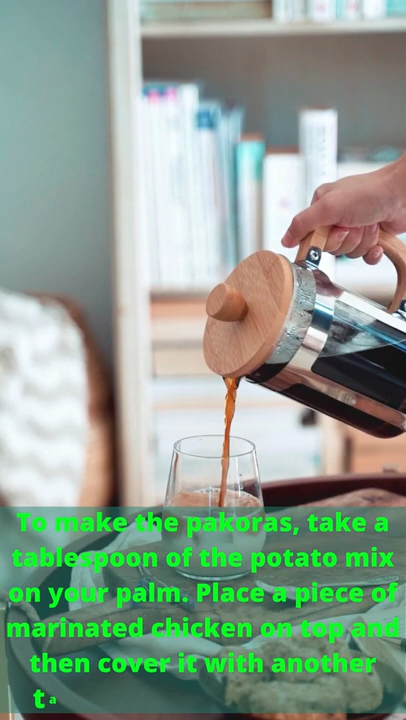 To make the pakoras, take a
tablespoon of the potato mix
on your palm. Place a piece of
marinated chicken on top and
then cover it with another
ta